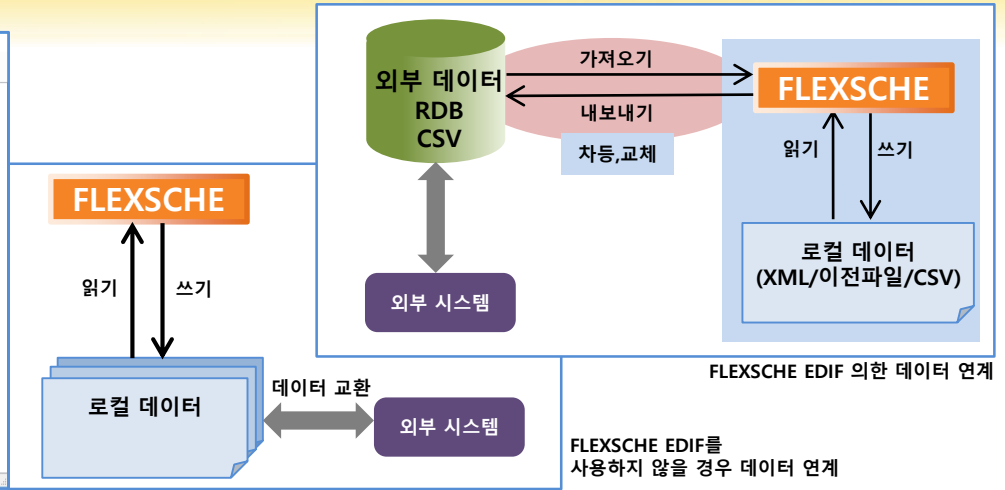 외부 데이터
RDB
CSV
가져오기
내보내기
차등,교체
FLEXSCHE
읽기
쓰기
로컬 데이터
(XML/이전파일/CSV)
외부 시스템
FLEXSCHE EDIF 의한 데이터 연계
FLEXSCHE
읽기
쓰기
로컬 데이터
데이터 교환
외부 시스템
FLEXSCHE EDIF를
사용하지 않을 경우 데이터 연계